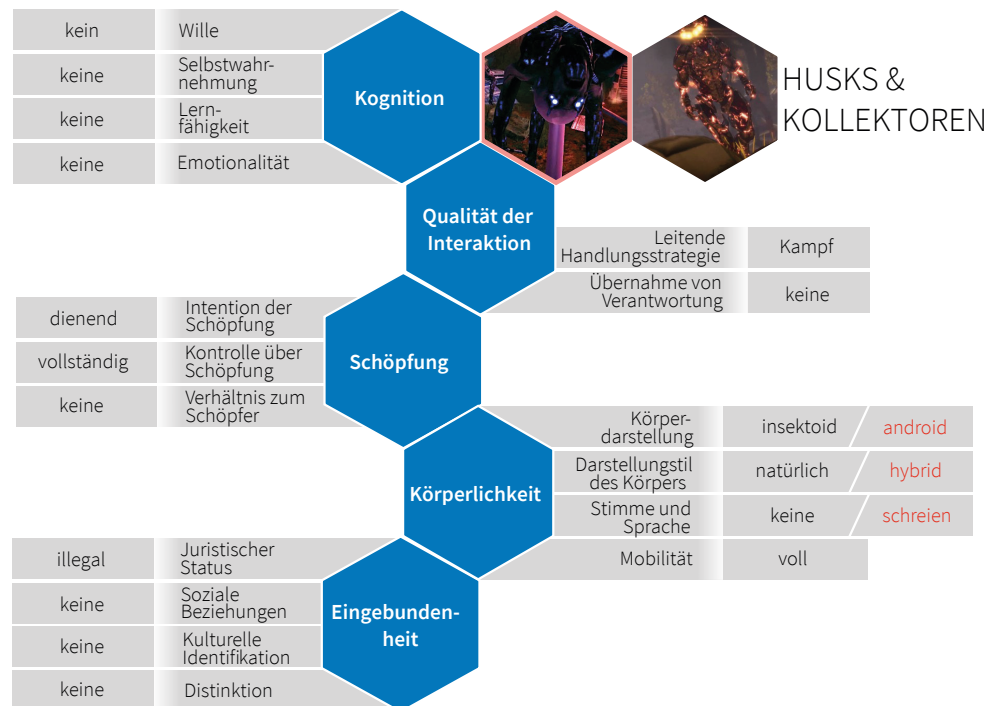 HUSKS &
KOLLEKTOREN
Kognition
kein Wille
keine Selbstwahr-
nehmung
keine Lern-
fähigkeit
keine Emotionalität
Qualität der
Interaktion
Leitende
Handlungsstrategie Kampf
Übernahme von
Verantwortung keine
Schöpfung
dienend Intention der
Schöpfung
vollständig Kontrolle über
Schöpfung
keine Verhältnis zum
Schöpfer
Körperlichkeit
Körper-
darstellung insektoid / android
Darstellungstil
des Körpers natürlich / hybrid
Stimme und
Sprache keine / schreien
Mobilität voll
Eingebunden-
heit
illegal Juristischer
Status
keine Soziale
Beziehungen
keine Kulturelle
Identifikation
keine Distinktion